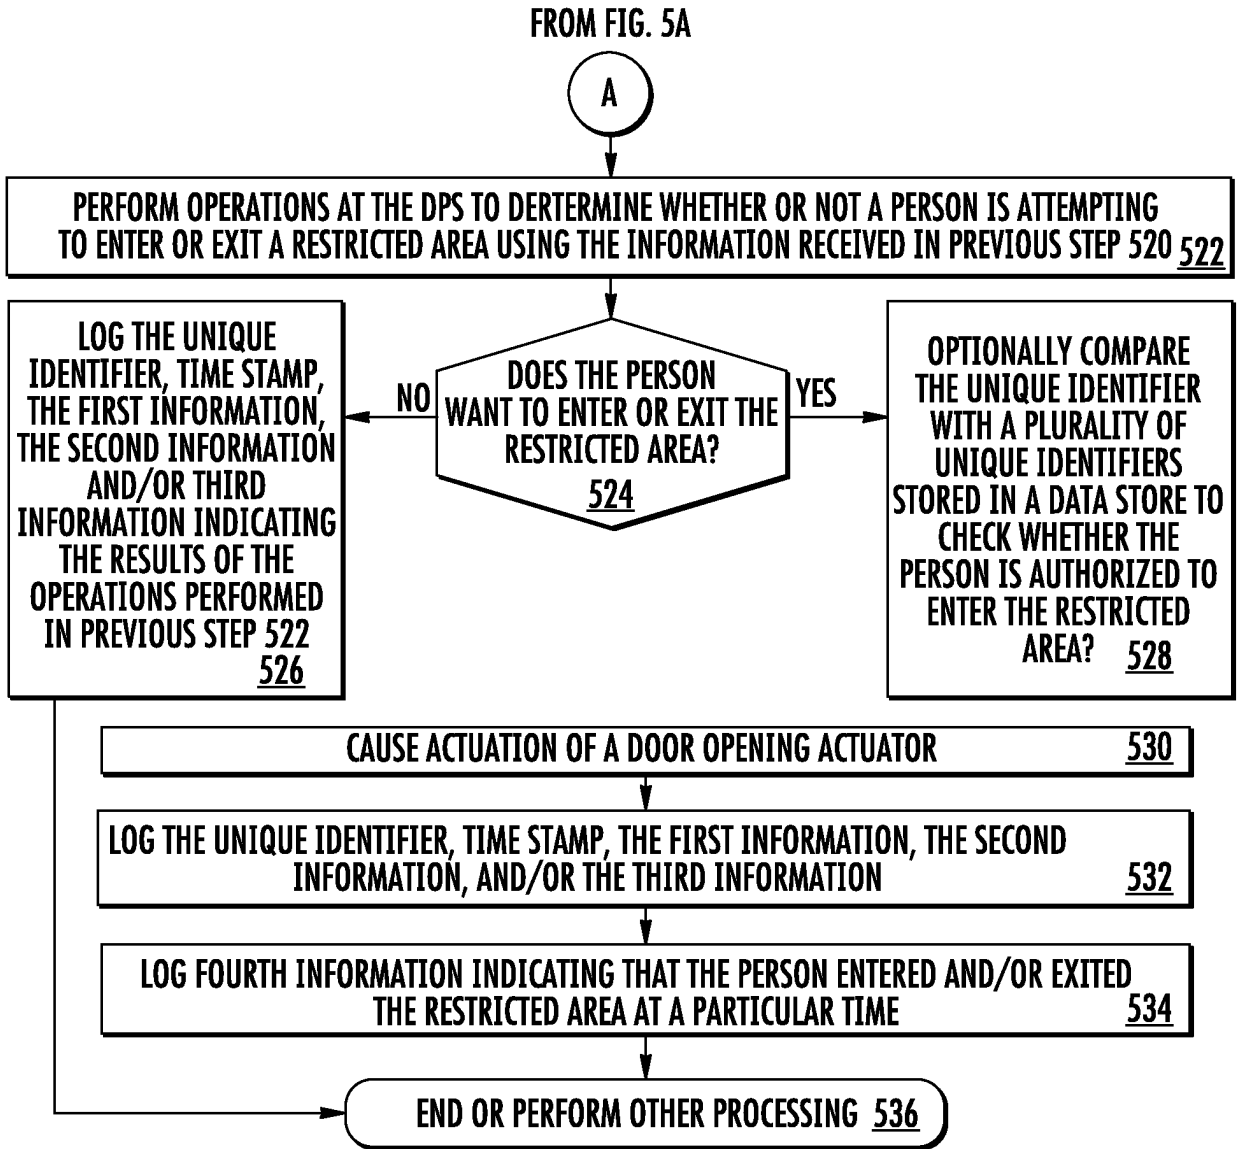 FROM FIG. 5A
A
PERFORM OPERATIONS AT THE DPS TO DERTERMINE WHETHER OR NOT A PERSON IS ATTEMPTING
TO ENTER OR EXIT A RESTRICTED AREA USING THE INFORMATION RECEIVED IN PREVIOUS STEP 520 522
LOG THE UNIQUE
IDENTIFIER, TIME STAMP,
THE FIRST INFORMATION,
THE SECOND INFORMATION
AND/OR THIRD
INFORMATION INDICATING
THE RESULTS OF THE
OPERATIONS PERFORMED
IN PREVIOUS STEP 522
526
NO
DOES THE PERSON
WANT TO ENTER OR EXIT THE
RESTRICTED AREA?
524
YES
OPTIONALLY COMPARE
THE UNIQUE IDENTIFIER
WITH A PLURALITY OF
UNIQUE IDENTIFIERS
STORED IN A DATA STORE TO
CHECK WHETHER THE
PERSON IS AUTHORIZED TO
ENTER THE RESTRICTED
AREA? 528
CAUSE ACTUATION OF A DOOR OPENING ACTUATOR 530
LOG THE UNIQUE IDENTIFIER, TIME STAMP, THE FIRST INFORMATION, THE SECOND
INFORMATION, AND/OR THE THIRD INFORMATION 532
LOG FOURTH INFORMATION INDICATING THAT THE PERSON ENTERED AND/OR EXITED
THE RESTRICTED AREA AT A PARTICULAR TIME 534
END OR PERFORM OTHER PROCESSING 536